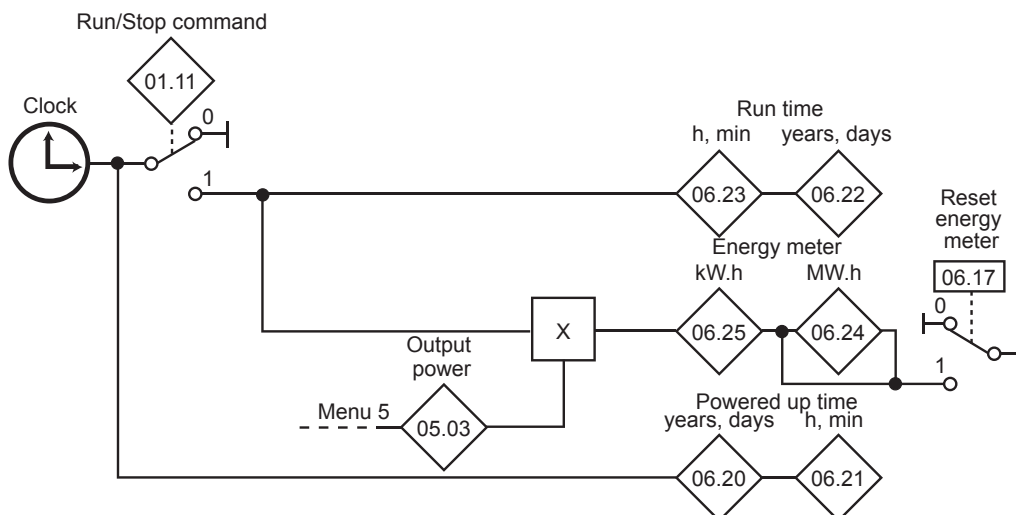 Run/Stop command
01.11
Clock
0
1
Run time
h, min years, days
06.23 06.22
Energy meter
kW.h MW.h
06.25 06.24
Reset
energy
meter
06.17
0
1
X
Output
power
Menu 5
05.03
Powered up time
years, days h, min
06.20 06.21